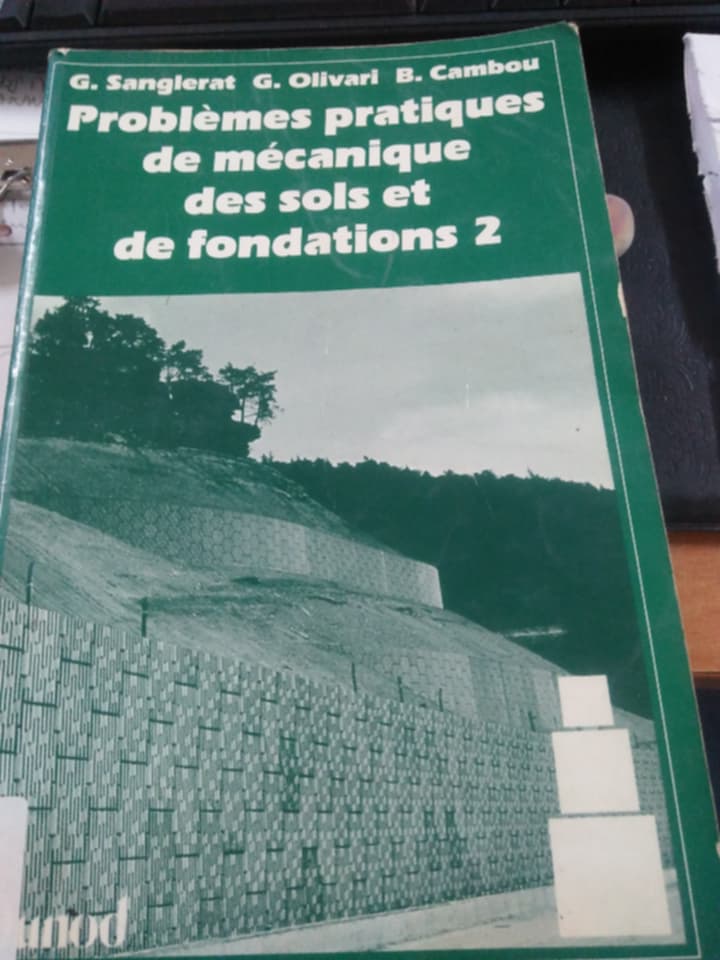 G. Sanglerat G. Olivari B. Cambou
Problèmes pratiques
de mécanique
des sols et
de fondations 2